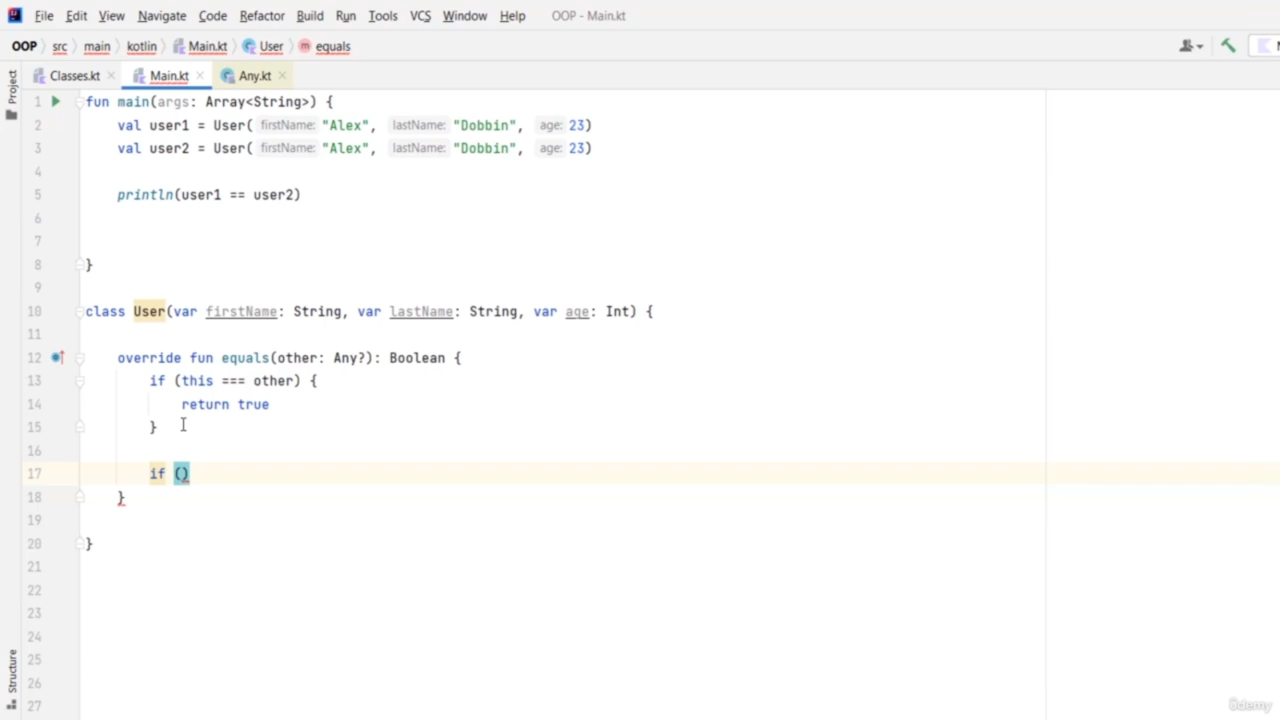 File Edit View Navigate Code Refactor Build Run Tools VCS Window Help OOP - Main.kt
OOP src main kotlin Main.kt User equals
Project
Classes.kt Main.kt Any.kt
1 fun main(args: Array<String>) {
2 val user1 = User( firstName: "Alex", lastName: "Dobbin", age: 23)
3 val user2 = User( firstName: "Alex", lastName: "Dobbin", age: 23)
4
5 println(user1 == user2)
6
7
8 }
9
10 class User(var firstName: String, var lastName: String, var age: Int) {
11
12 override fun equals(other: Any?): Boolean {
13 if (this === other) {
14 return true
15 }
16
17 if ()
18 }
19
20 }
21
22
23
24
25
26
27
Structure
ûdemy